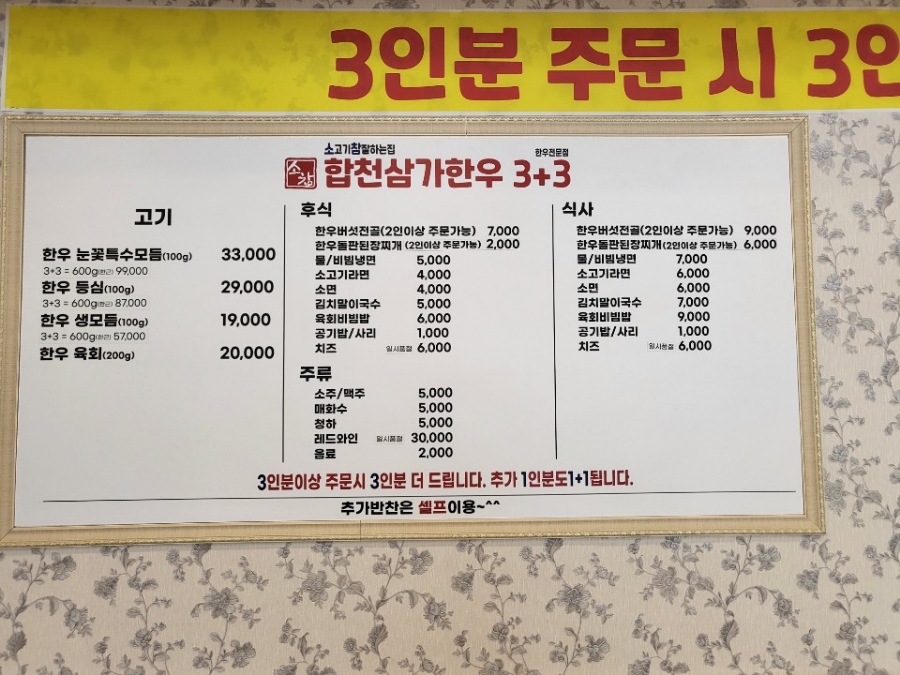 3인분 주문 시 3인
소고기참잘하는집
한우전문점
소참 합천삼가한우 3+3
고기
한우 눈꽃특수모듬(100g) 33,000
3+3 = 600g(한근) 99,000
한우 등심(100g) 29,000
3+3 = 600g(한근) 87,000
한우 생모듬(100g) 19,000
3+3 = 600g(한근) 57,000
한우 육회(200g) 20,000
후식
한우버섯전골(2인이상 주문가능) 7,000
한우돌판된장찌개(2인이상 주문가능) 2,000
물/비빔냉면 5,000
소고기라면 4,000
소면 4,000
김치말이국수 5,000
육회비빔밥 6,000
공기밥/사리 1,000
치즈 일시품절 6,000
주류
소주/맥주 5,000
매화수 5,000
청하 5,000
레드와인 일시품절 30,000
음료 2,000
식사
한우버섯전골(2인이상 주문가능) 9,000
한우돌판된장찌개(2인이상 주문가능) 6,000
물/비빔냉면 7,000
소고기라면 6,000
소면 6,000
김치말이국수 7,000
육회비빔밥 9,000
공기밥/사리 1,000
치즈 일시품절 6,000
3인분이상 주문시 3인분 더 드립니다. 추가 1인분도1+1됩니다.
추가반찬은 셀프이용~^^